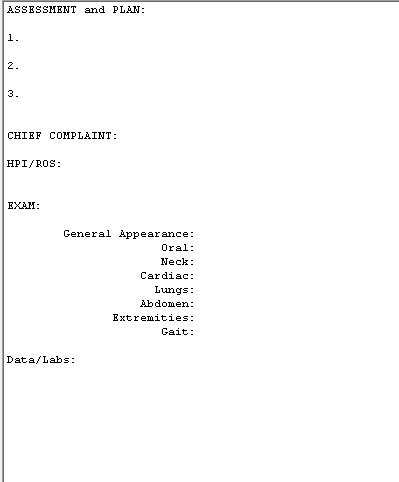 ASSESSMENT and PLAN:
1.
2.
3.
CHIEF COMPLAINT:
HPI/ROS:
EXAM:
General Appearance:
Oral:
Neck:
Cardiac:
Lungs:
Abdomen:
Extremities:
Gait:
Data/Labs: